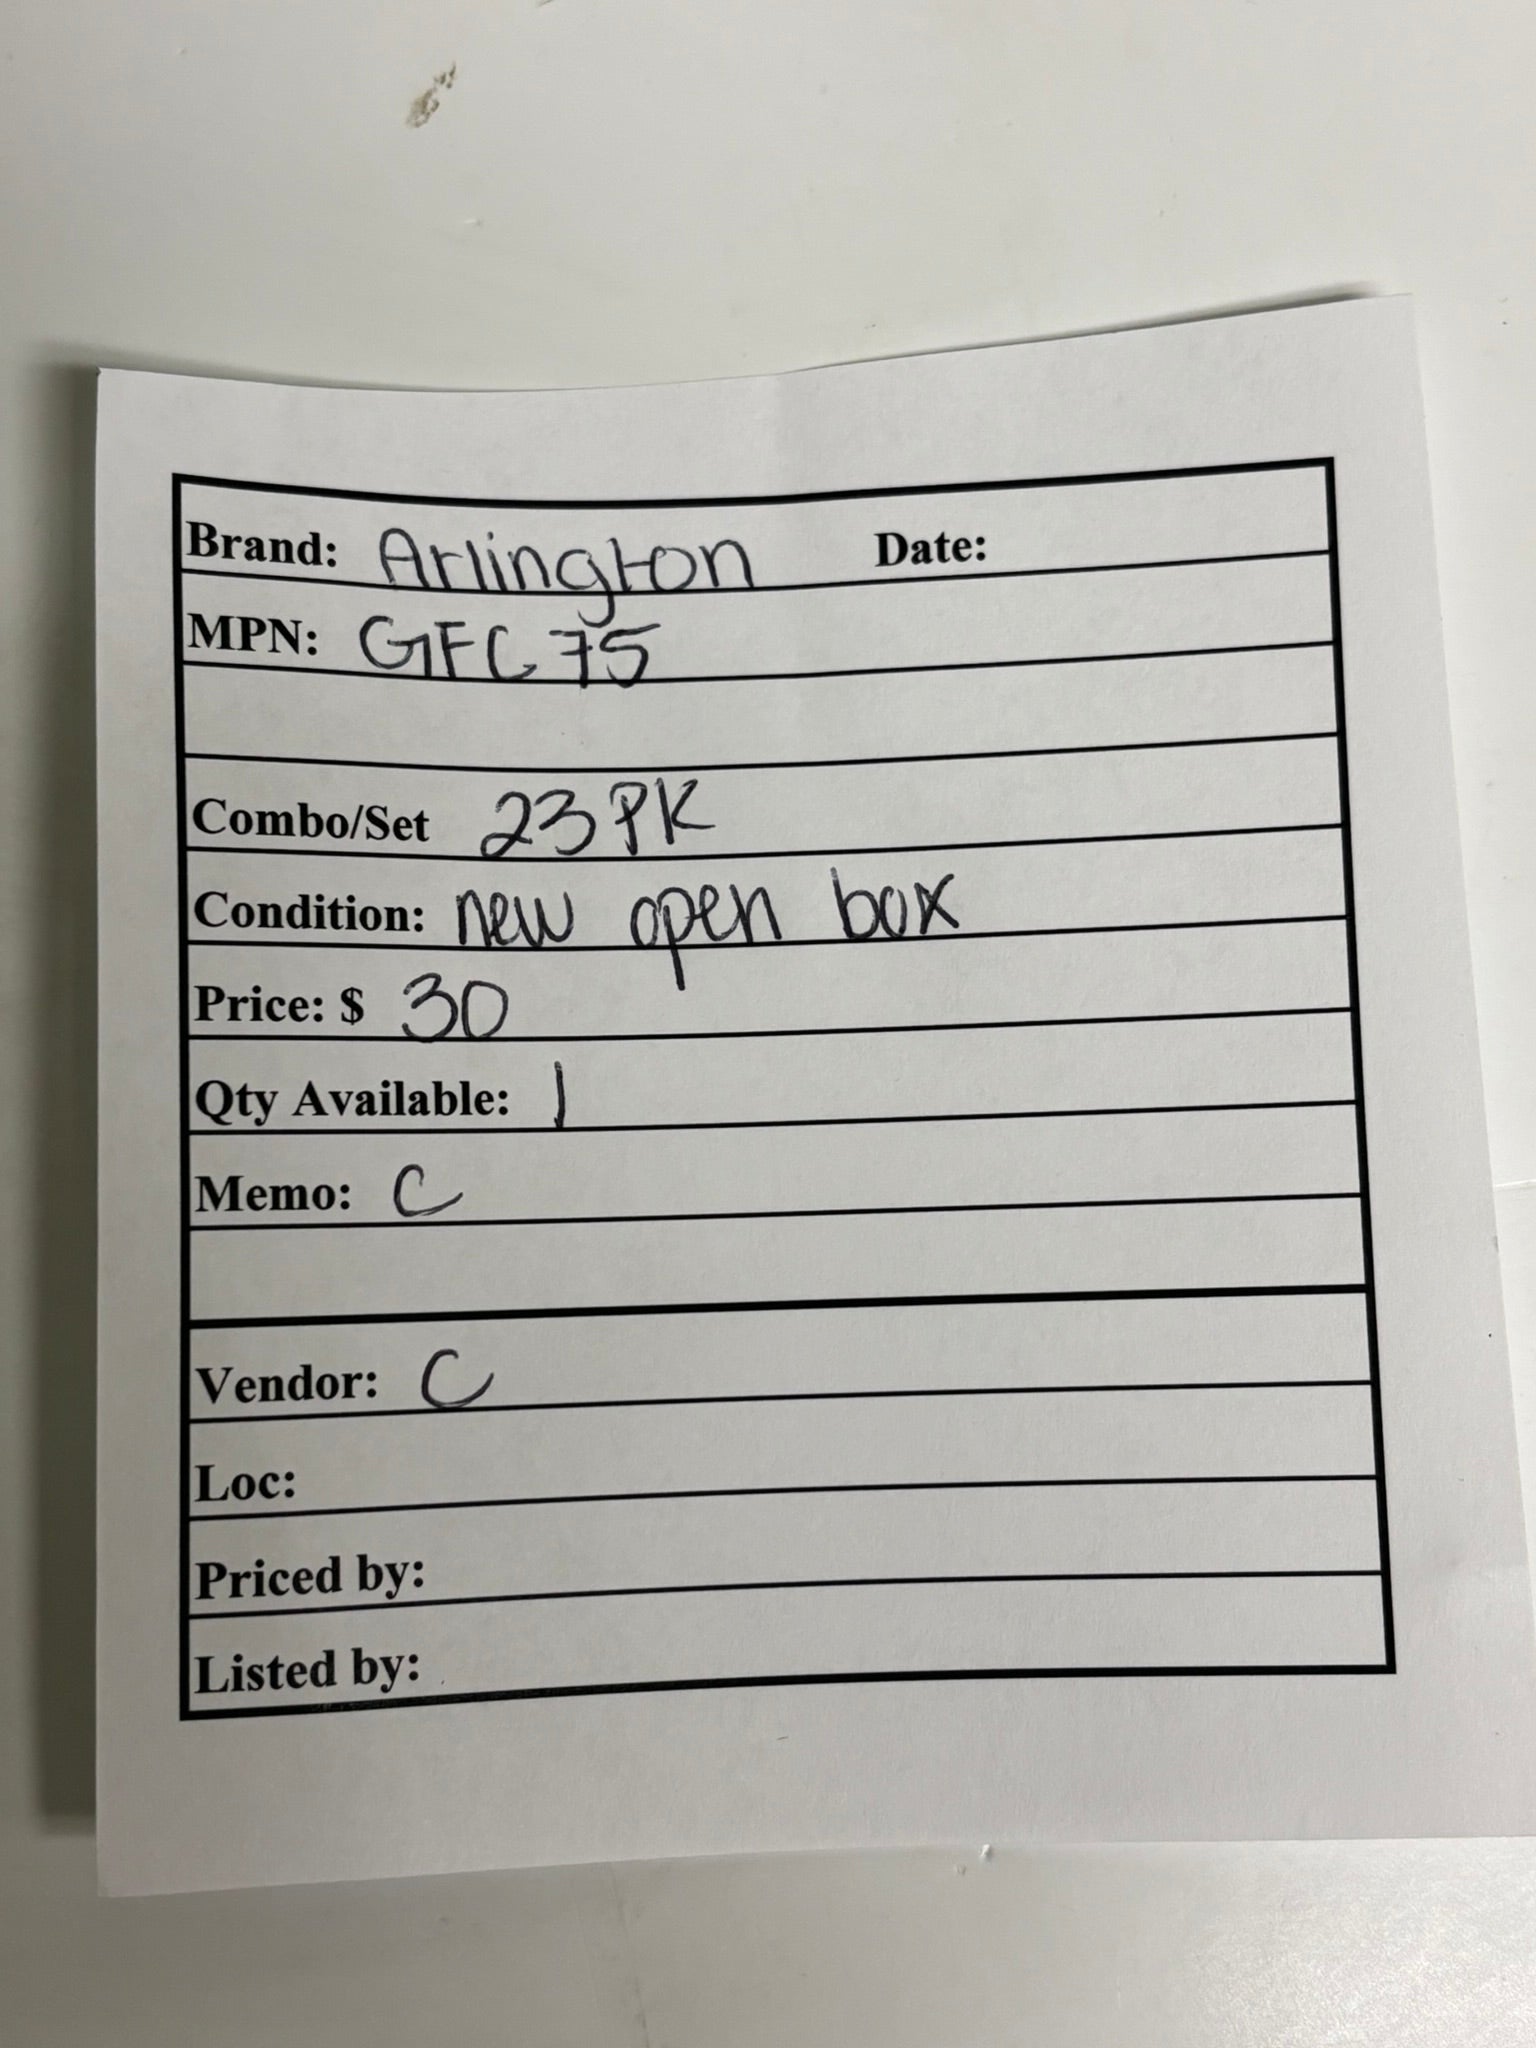 Brand: Arlington Date:
MPN: GFC75
Combo/Set 23PK
Condition: new open box
Price: $ 30
Qty Available: 1
Memo: C
Vendor: C
Loc:
Priced by:
Listed by: